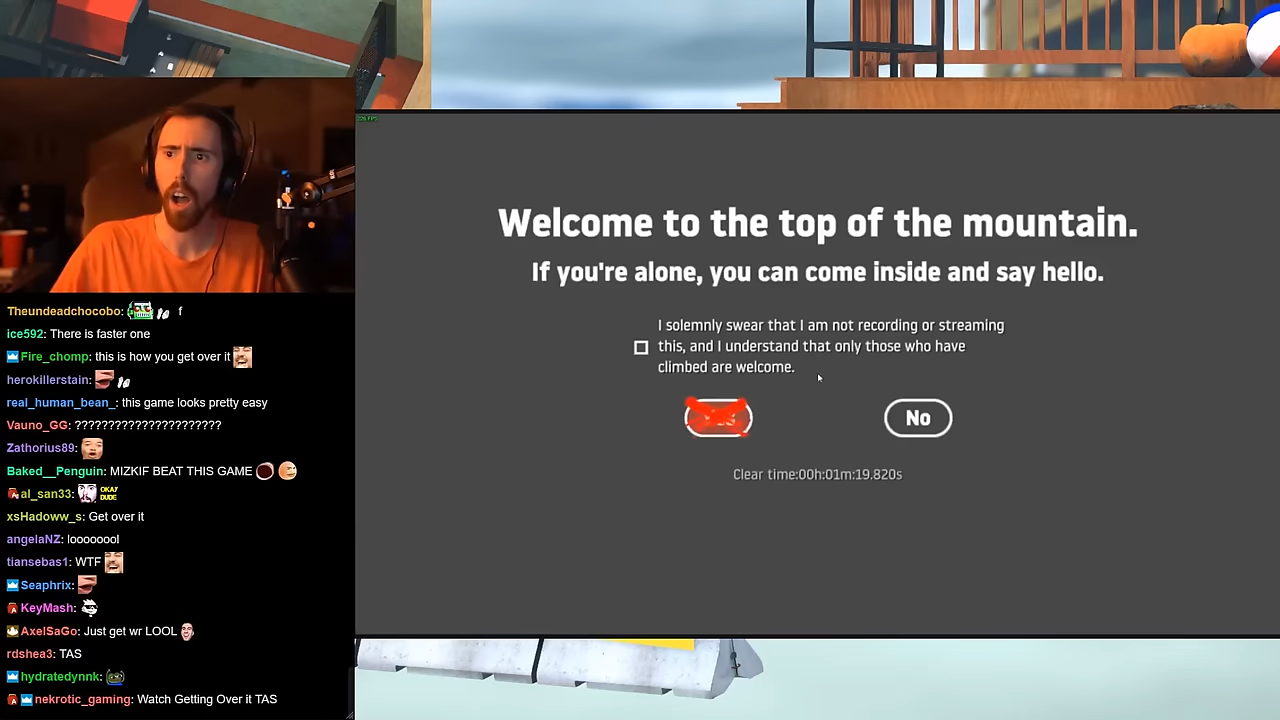 Theundeadchocobo: f
ice592: There is faster one
Fire_chomp: this is how you get over it
herokillerstain:
real_human_bean_: this game looks pretty easy
Vauno_GG: ??????????????????????
Zathorius89:
Baked__Penguin: MIZKIF BEAT THIS GAME
al_san33: OKAY DUDE
xsHadoww_s: Get over it
angelaNZ: looooool
tiansebas1: WTF
Seaphrix:
KeyMash:
AxelSaGo: Just get wr LOOL
rdshea3: TAS
hydratedynnk:
nekrotic_gaming: Watch Getting Over it TAS
Welcome to the top of the mountain.
If you're alone, you can come inside and say hello.
I solemnly swear that I am not recording or streaming
this, and I understand that only those who have
climbed are welcome.
No
Clear time:00h:01m:19.820s